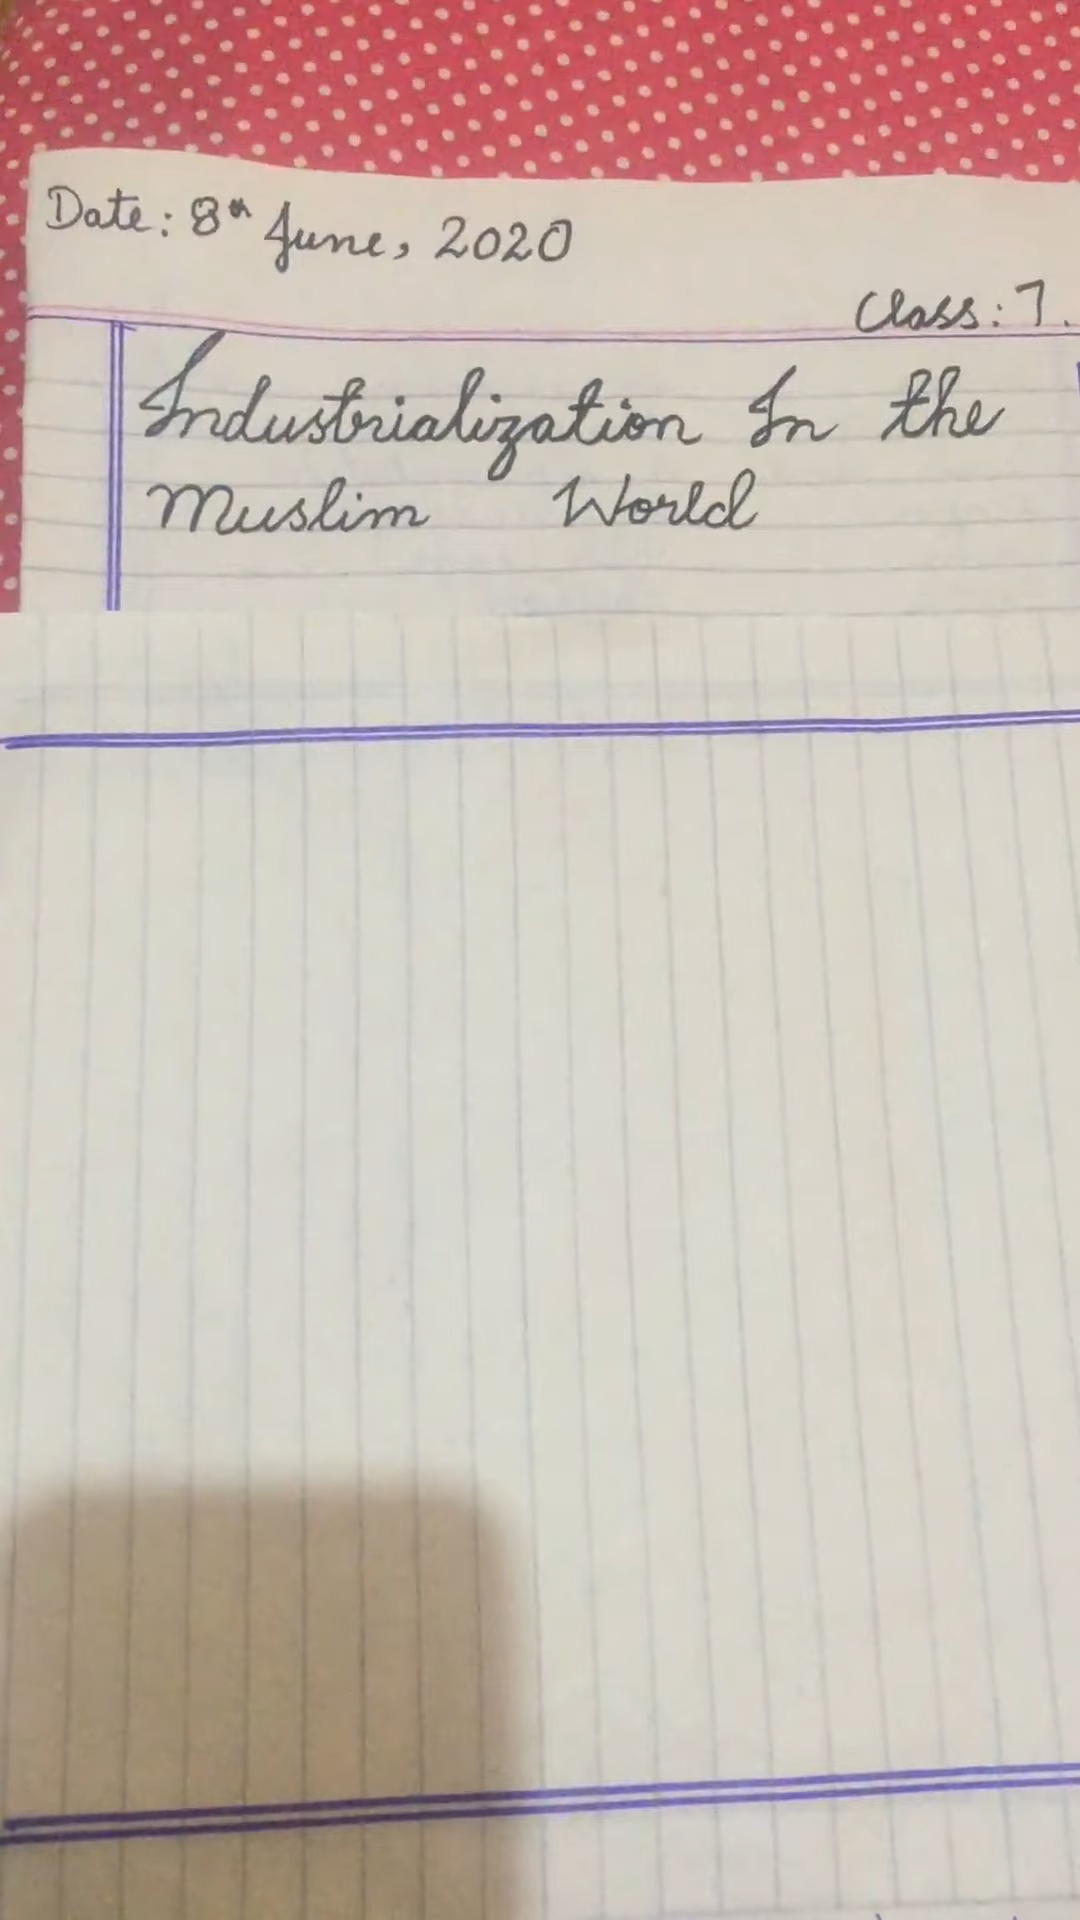 Date: 8th June, 2020
Class: 7.
Industrialization In the
Muslim World